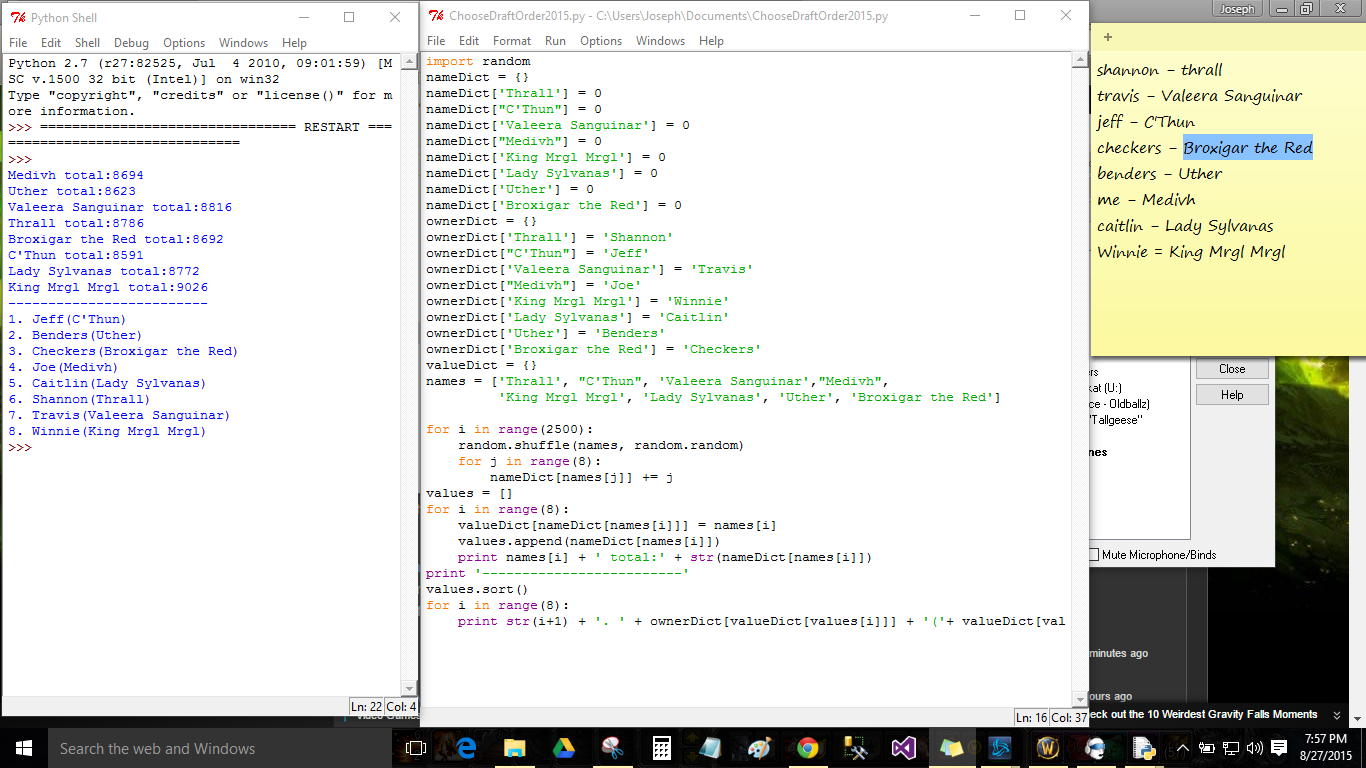 Python Shell
File Edit Shell Debug Options Windows Help
Python 2.7 (r27:82525, Jul  4 2010, 09:01:59) [M
SC v.1500 32 bit (Intel)] on win32
Type "copyright", "credits" or "license()" for m
ore information.
>>> ================================ RESTART ===
=============================
>>>
Medivh total:8694
Uther total:8623
Valeera Sanguinar total:8816
Thrall total:8786
Broxigar the Red total:8692
C'Thun total:8591
Lady Sylvanas total:8772
King Mrgl Mrgl total:9026
-------------------------
1. Jeff(C'Thun)
2. Benders(Uther)
3. Checkers(Broxigar the Red)
4. Joe(Medivh)
5. Caitlin(Lady Sylvanas)
6. Shannon(Thrall)
7. Travis(Valeera Sanguinar)
8. Winnie(King Mrgl Mrgl)
>>>
Ln: 22 Col: 4
ChooseDraftOrder2015.py - C:\Users\Joseph\Documents\ChooseDraftOrder2015.py
File Edit Format Run Options Windows Help
import random
nameDict = {}
nameDict['Thrall'] = 0
nameDict["C'Thun"] = 0
nameDict['Valeera Sanguinar'] = 0
nameDict["Medivh"] = 0
nameDict['King Mrgl Mrgl'] = 0
nameDict['Lady Sylvanas'] = 0
nameDict['Uther'] = 0
nameDict['Broxigar the Red'] = 0
ownerDict = {}
ownerDict['Thrall'] = 'Shannon'
ownerDict["C'Thun"] = 'Jeff'
ownerDict['Valeera Sanguinar'] = 'Travis'
ownerDict["Medivh"] = 'Joe'
ownerDict['King Mrgl Mrgl'] = 'Winnie'
ownerDict['Lady Sylvanas'] = 'Caitlin'
ownerDict['Uther'] = 'Benders'
ownerDict['Broxigar the Red'] = 'Checkers'
valueDict = {}
names = ['Thrall', "C'Thun", 'Valeera Sanguinar',"Medivh",
         'King Mrgl Mrgl', 'Lady Sylvanas', 'Uther', 'Broxigar the Red']
for i in range(2500):
    random.shuffle(names, random.random)
    for j in range(8):
        nameDict[names[j]] += j
values = []
for i in range(8):
    valueDict[nameDict[names[i]]] = names[i]
    values.append(nameDict[names[i]])
    print names[i] + ' total:' + str(nameDict[names[i]])
print '-------------------------'
values.sort()
for i in range(8):
    print str(i+1) + '. ' + ownerDict[valueDict[values[i]]] + '('+ valueDict[val
Ln: 16 Col: 37
Joseph
+
shannon - thrall
travis - Valeera Sanguinar
jeff - C'Thun
checkers - Broxigar the Red
benders - Uther
me - Medivh
caitlin - Lady Sylvanas
Winnie = King Mrgl Mrgl
ers
kat (U:)
ce - Oldballz)
"Tallgeese"
nes
Close
Help
Mute Microphone/Binds
minutes ago
ours ago
eck out the 10 Weirdest Gravity Falls Moments
Video Games
Search the web and Windows
7:57 PM
8/27/2015